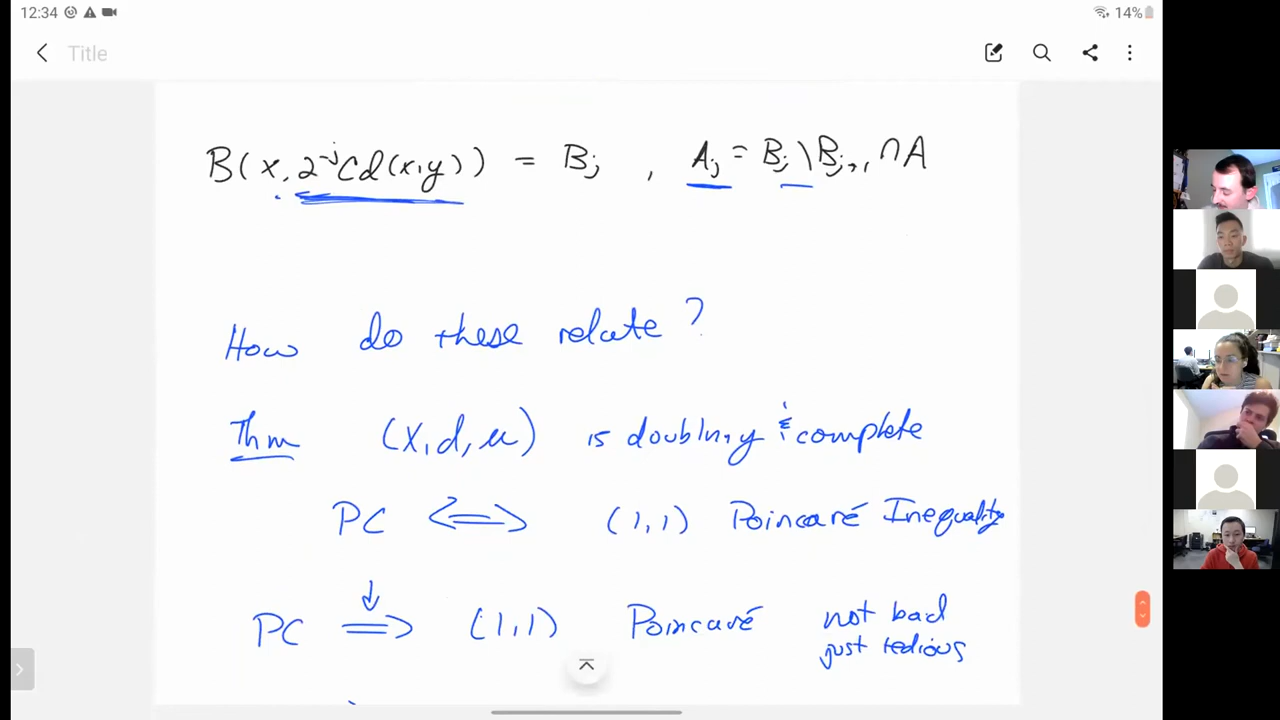 12:34 14%
Title
B(x, 2^{-j}Cd(x,y)) = B_j , A_j = B_j \ B_{j+1} ∩ A
How do these relate?
Thm (X,d,μ) is doubling & complete
PC ⟺ (1,1) Poincaré Inequality
PC ⟹ (1,1) Poincaré not bad
just tedious